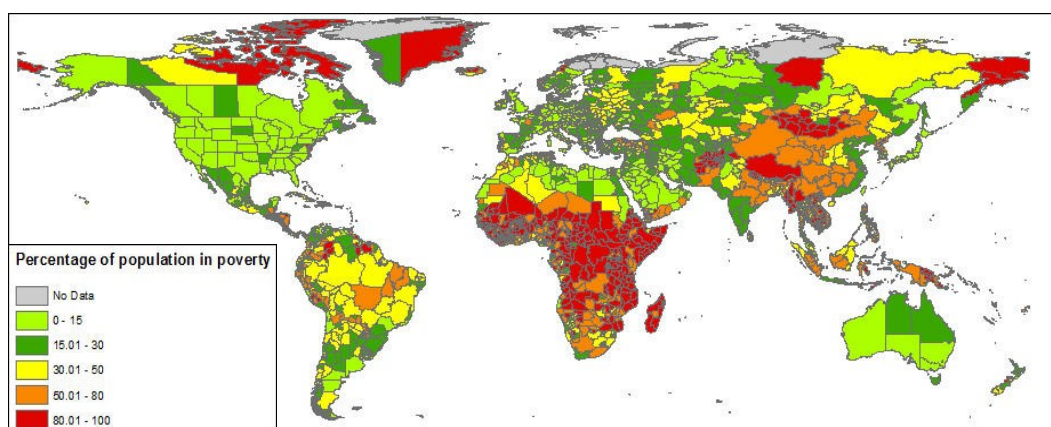 Percentage of population in poverty
No Data
0 - 15
15.01 - 30
30.01 - 50
50.01 - 80
80.01 - 100